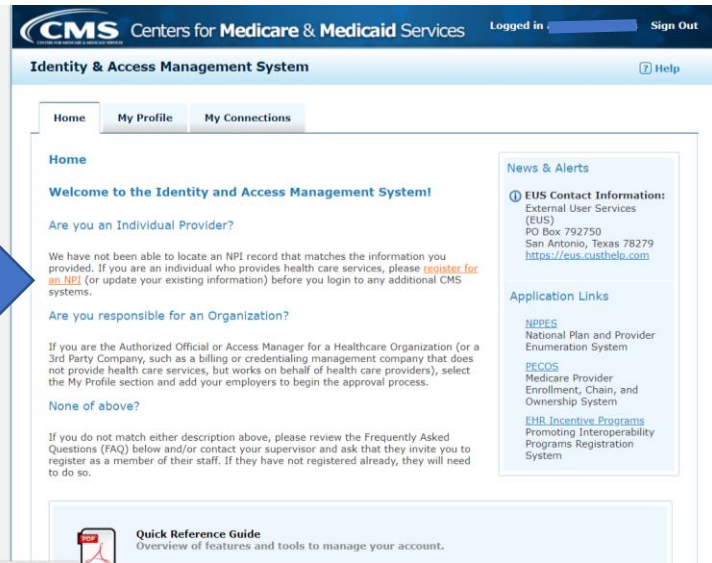 CMS Centers for Medicare & Medicaid Services
CENTERS FOR MEDICARE & MEDICAID SERVICES
Logged in
Sign Out
Identity & Access Management System
? Help
Home
My Profile
My Connections
Home
Welcome to the Identity and Access Management System!
Are you an Individual Provider?
We have not been able to locate an NPI record that matches the information you
provided. If you are an individual who provides health care services, please register for
an NPI (or update your existing information) before you login to any additional CMS
systems.
Are you responsible for an Organization?
If you are the Authorized Official or Access Manager for a Healthcare Organization (or a
3rd Party Company, such as a billing or credentialing management company that does
not provide health care services, but works on behalf of health care providers), select
the My Profile section and add your employers to begin the approval process.
None of above?
If you do not match either description above, please review the Frequently Asked
Questions (FAQ) below and/or contact your supervisor and ask that they invite you to
register as a member of their staff. If they have not registered already, they will need
to do so.
News & Alerts
EUS Contact Information:
External User Services
(EUS)
PO Box 792750
San Antonio, Texas 78279
https://eus.custhelp.com
Application Links
NPPES
National Plan and Provider
Enumeration System
PECOS
Medicare Provider
Enrollment, Chain, and
Ownership System
EHR Incentive Programs
Promoting Interoperability
Programs Registration
System
PDF
Quick Reference Guide
Overview of features and tools to manage your account.